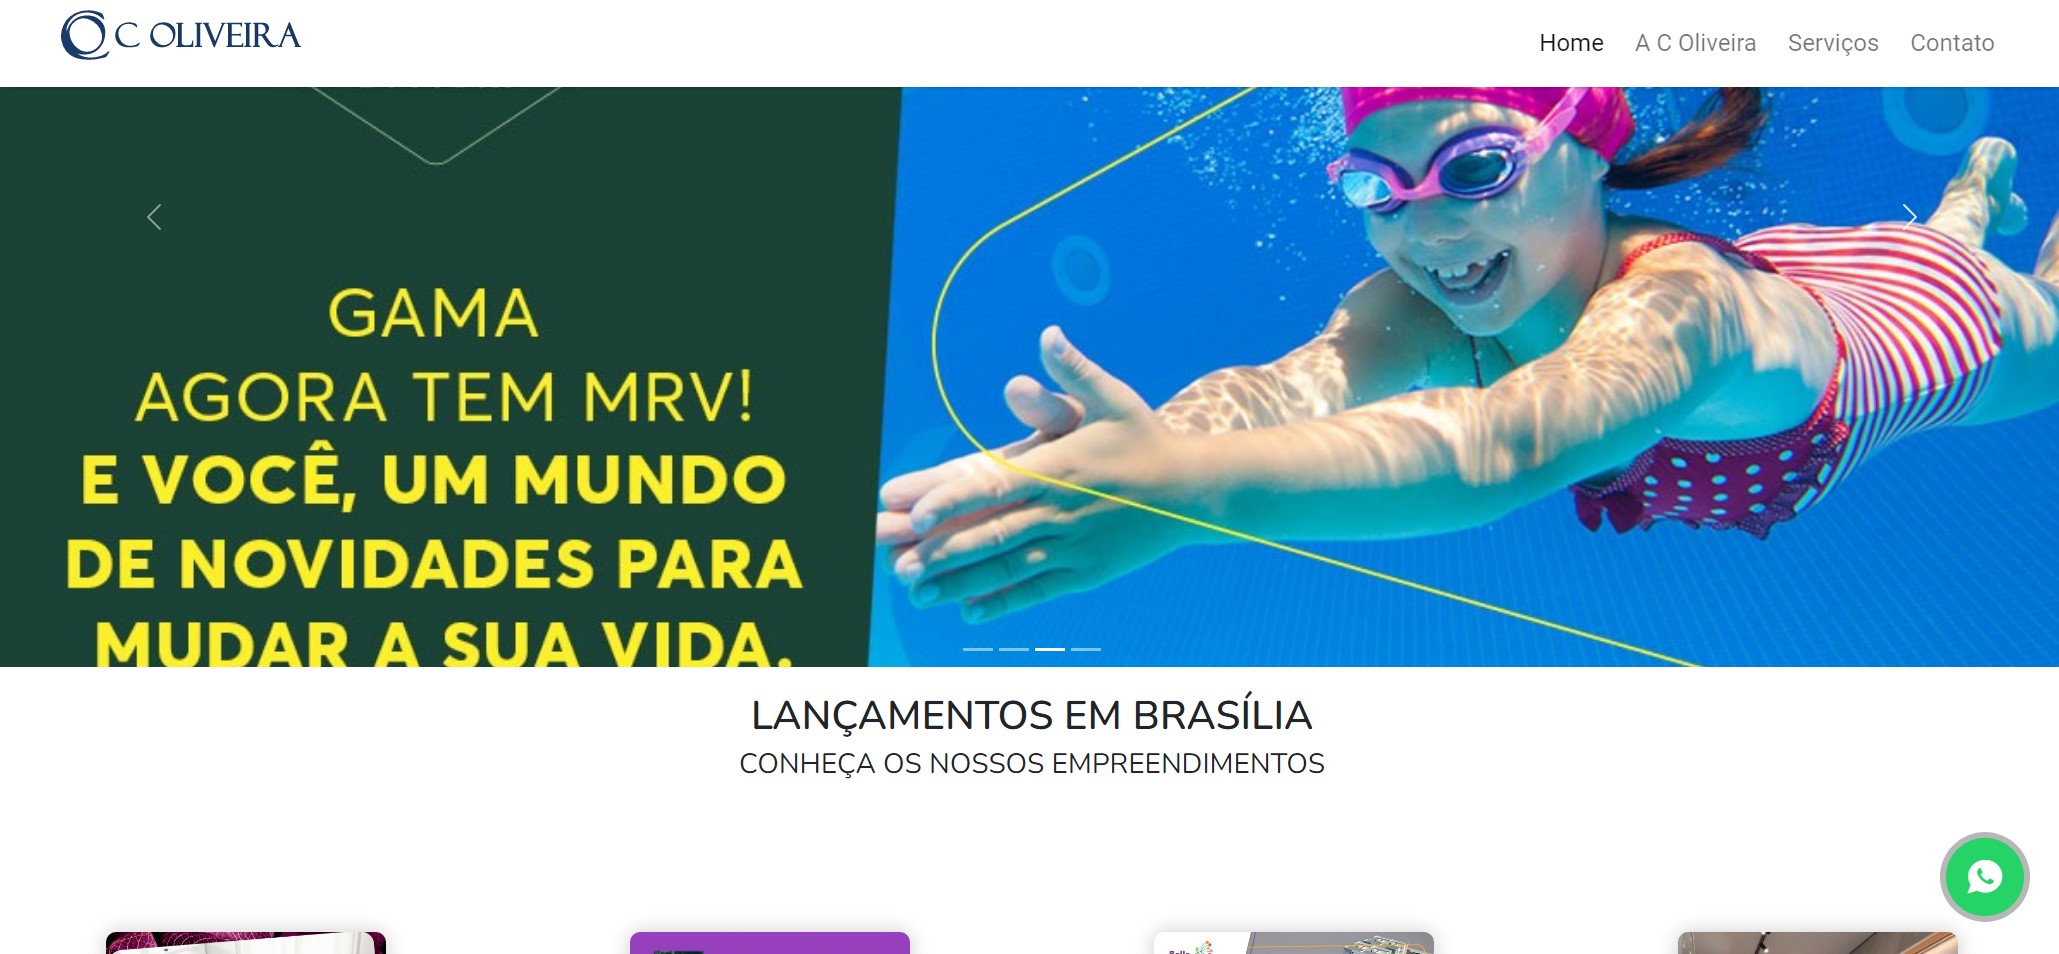 C OLIVEIRA
Home A C Oliveira Serviços Contato
GAMA
AGORA TEM MRV!
E VOCÊ, UM MUNDO
DE NOVIDADES PARA
MUDAR A SUA VIDA.
LANÇAMENTOS EM BRASÍLIA
CONHEÇA OS NOSSOS EMPREENDIMENTOS